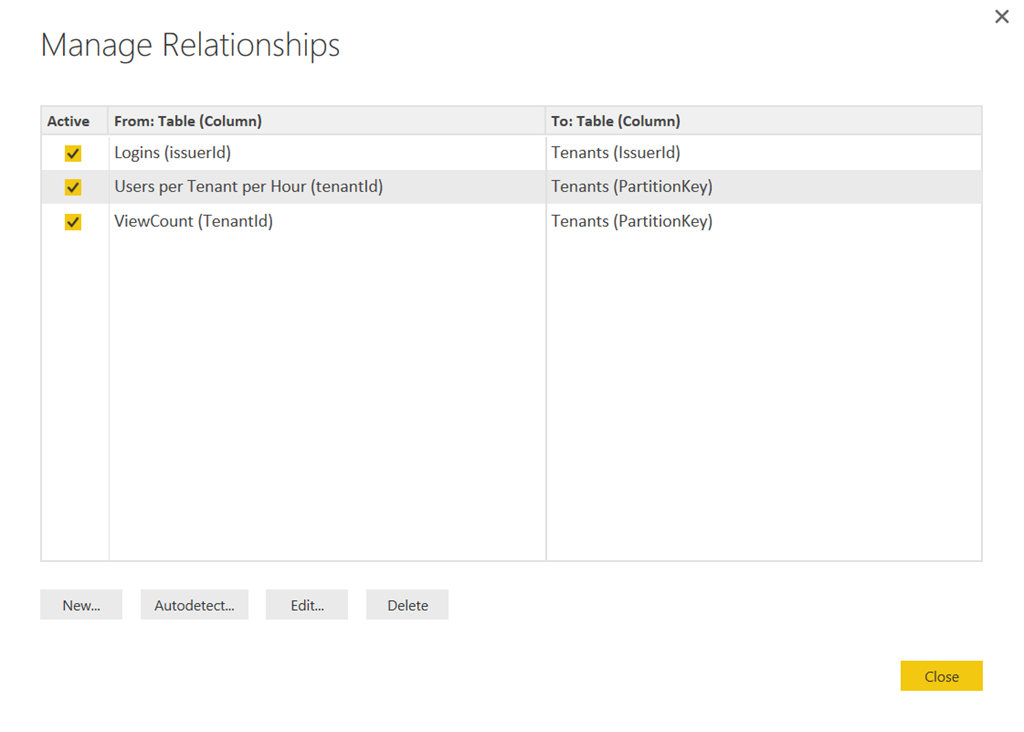 Manage Relationships
Active From: Table (Column) To: Table (Column)
Logins (issuerId) Tenants (IssuerId)
Users per Tenant per Hour (tenantId) Tenants (PartitionKey)
ViewCount (TenantId) Tenants (PartitionKey)
New... Autodetect... Edit... Delete
Close